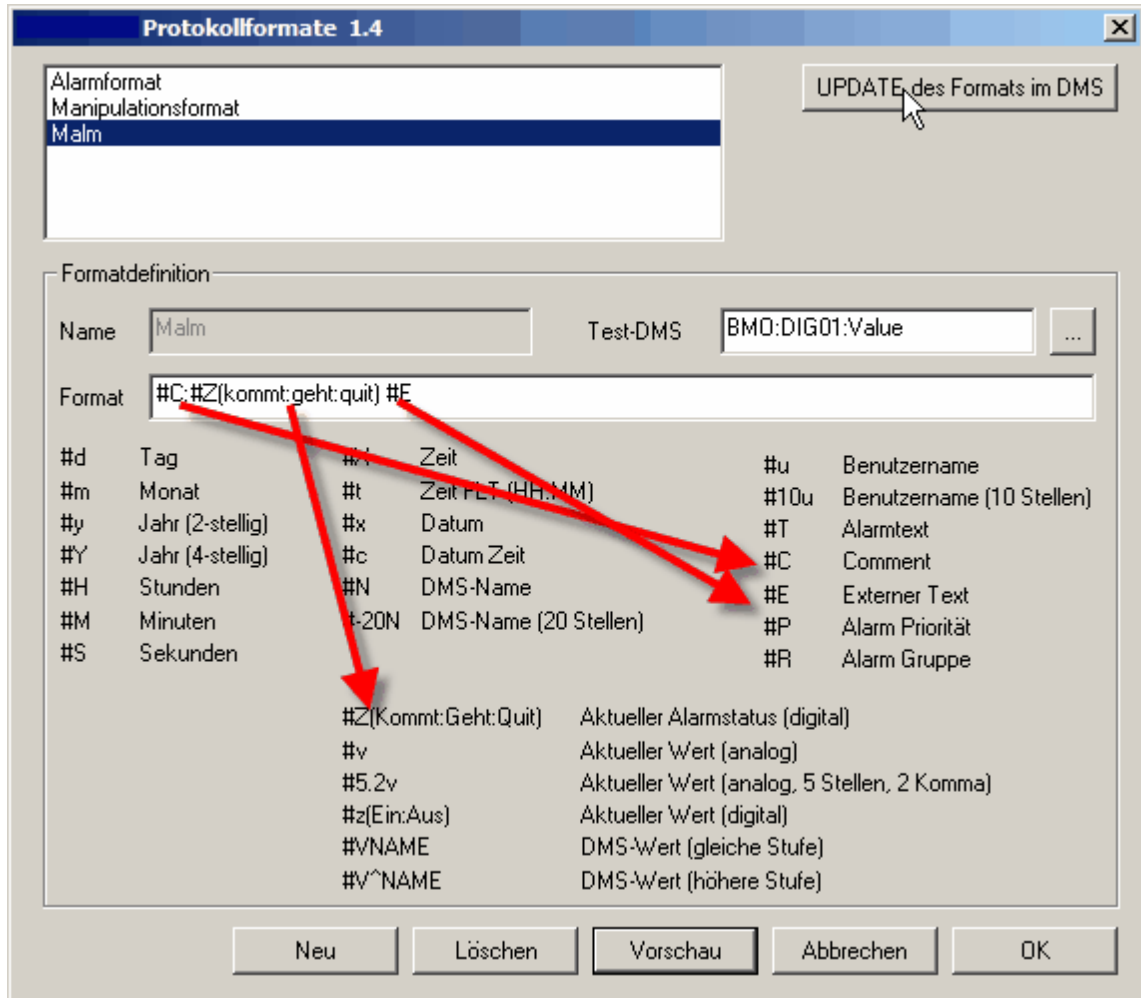 Protokollformate 1.4
Alarmformat
Manipulationsformat
Malm
UPDATE des Formats im DMS
Formatdefinition
Name Malm Test-DMS BMO:DIG01:Value ...
Format #C;#Z(kommt:geht:quit) #E
#d Tag
#m Monat
#y Jahr (2-stellig)
#Y Jahr (4-stellig)
#H Stunden
#M Minuten
#S Sekunden
Zeit
#t Zeit FLT (HH:MM)
#x Datum
#c Datum Zeit
#N DMS-Name
#-20N DMS-Name (20 Stellen)
#u Benutzername
#10u Benutzername (10 Stellen)
#T Alarmtext
#C Comment
#E Externer Text
#P Alarm Priorität
#R Alarm Gruppe
#Z(Kommt:Geht:Quit) Aktueller Alarmstatus (digital)
#v Aktueller Wert (analog)
#5.2v Aktueller Wert (analog, 5 Stellen, 2 Komma)
#z(Ein:Aus) Aktueller Wert (digital)
#VNAME DMS-Wert (gleiche Stufe)
#V^NAME DMS-Wert (höhere Stufe)
Neu Löschen Vorschau Abbrechen OK